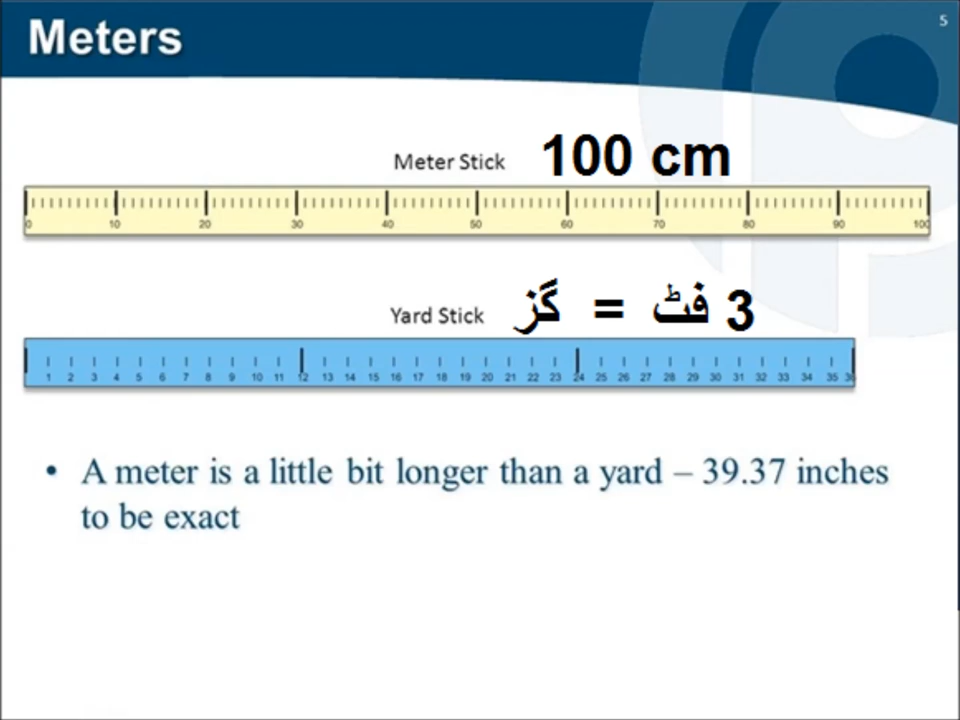 5
Meters
Meter Stick 100 cm
0 10 20 30 40 50 60 70 80 90 100
Yard Stick گز = 3 فٹ
1 2 3 4 5 6 7 8 9 10 11 12 13 14 15 16 17 18 19 20 21 22 23 24 25 26 27 28 29 30 31 32 33 34 35 36
• A meter is a little bit longer than a yard – 39.37 inches
to be exact